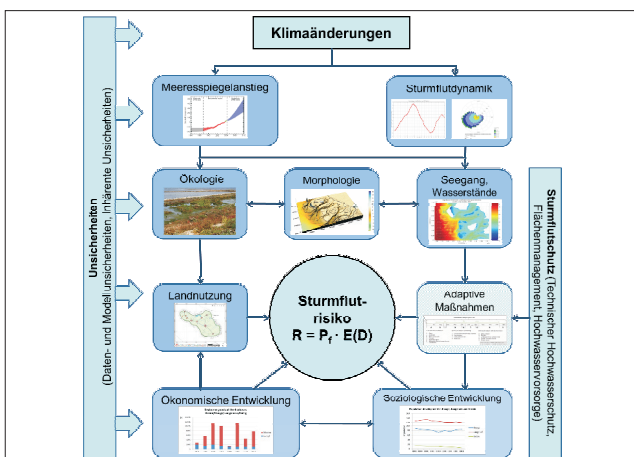 Klimaänderungen
Unsicherheiten
(Daten- und Modellunsicherheiten, Inhärente Unsicherheiten)
Meeresspiegelanstieg
Sturmflutdynamik
Ökologie
Morphologie
Seegang,
Wasserstände
Landnutzung
Sturmflut-
risiko
R = Pf · E(D)
Adaptive
Maßnahmen
Sturmflutschutz (Technischer Hochwasserschutz,
Flächenmanagement, Hochwasservorsorge)
Ökonomische Entwicklung
Soziologische Entwicklung